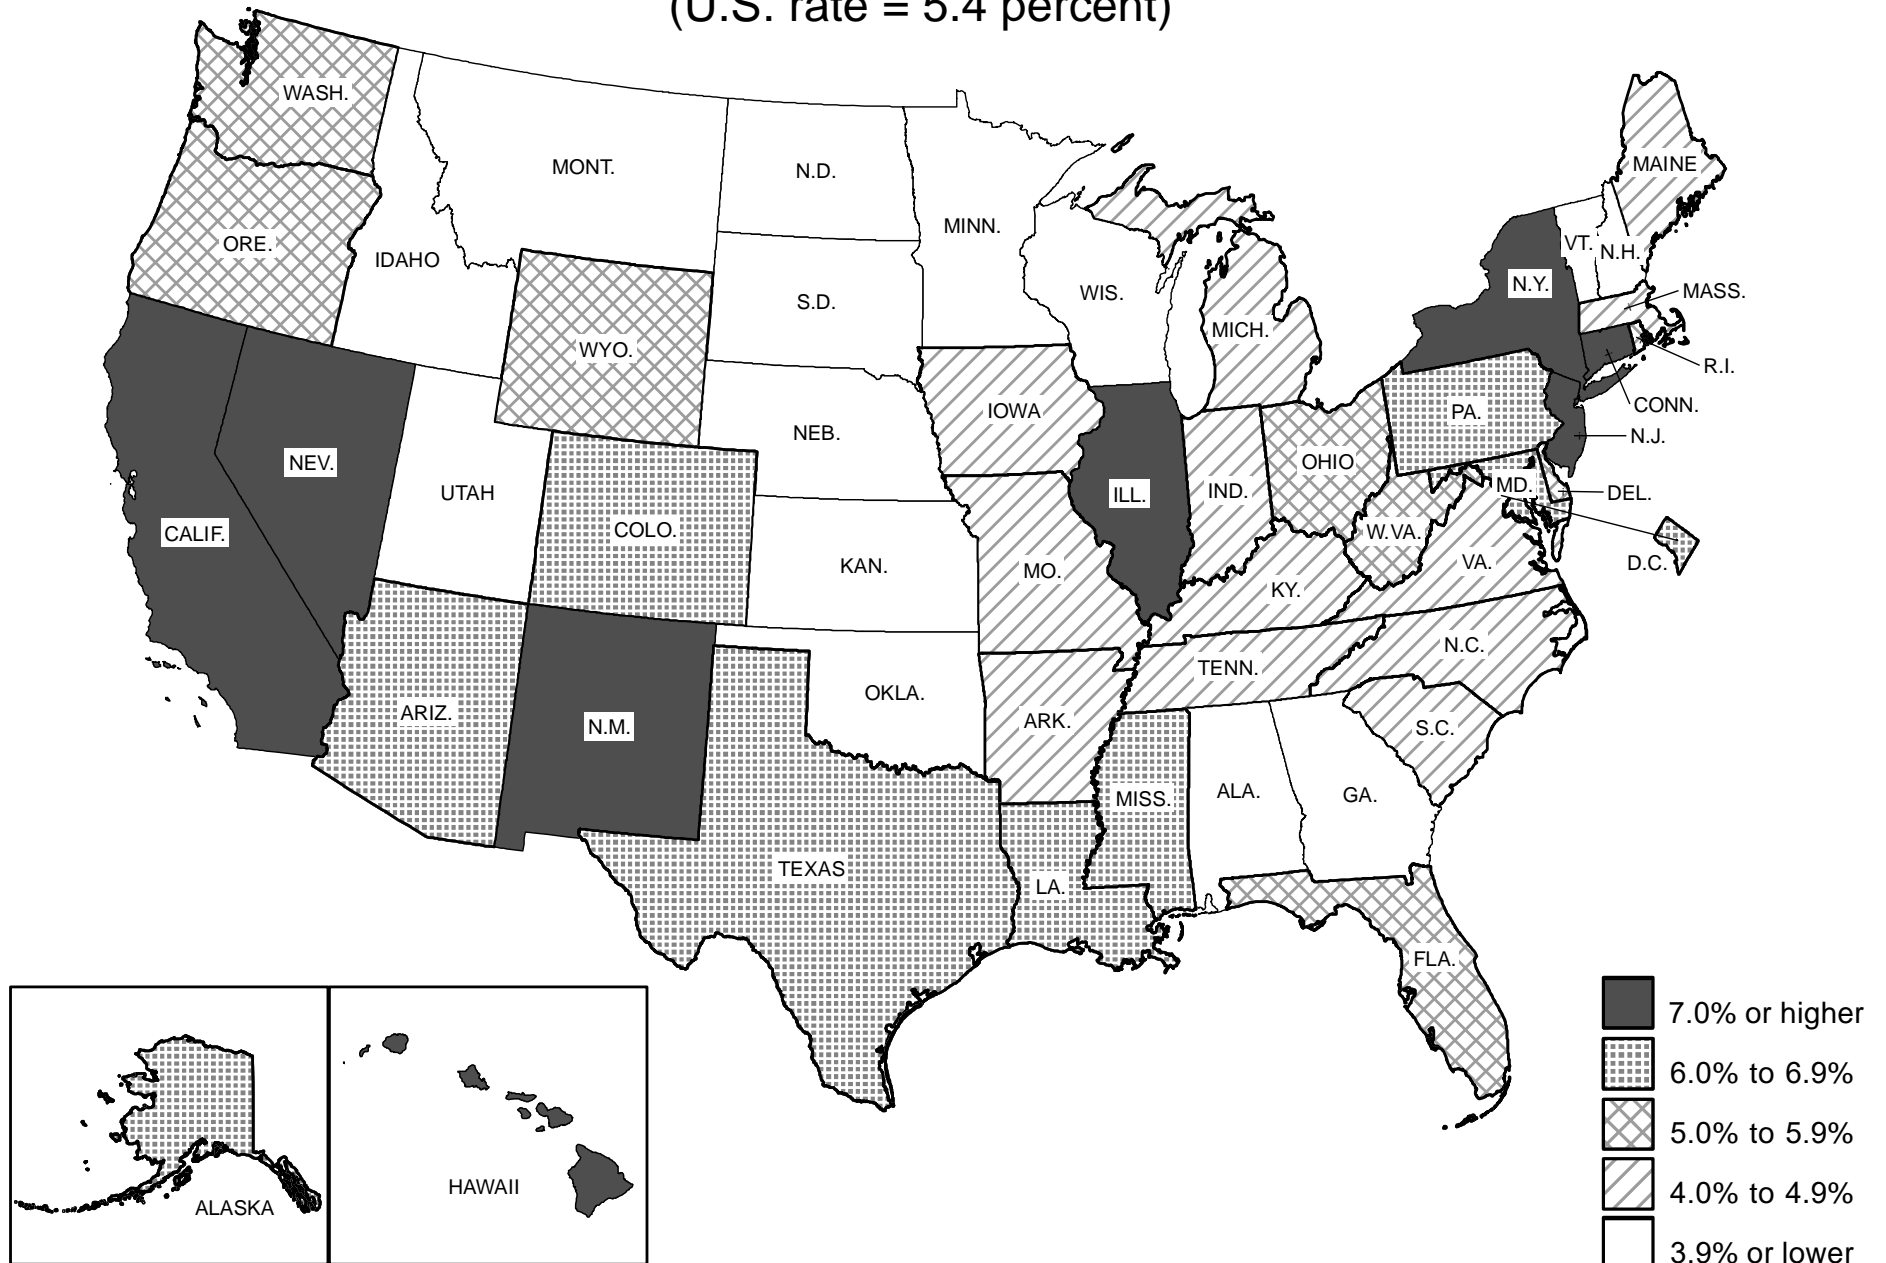 (U.S. rate = 5.4 percent)
WASH.
MONT.
N.D.
MINN.
MAINE
ORE.
IDAHO
VT.
N.H.
S.D.
WIS.
N.Y.
MASS.
WYO.
MICH.
R.I.
IOWA
PA.
CONN.
NEB.
N.J.
NEV.
OHIO
UTAH
ILL.
IND.
MD.
DEL.
CALIF.
COLO.
W.VA.
KAN.
MO.
VA.
D.C.
KY.
N.C.
TENN.
OKLA.
ARIZ.
N.M.
ARK.
S.C.
MISS.
ALA.
GA.
TEXAS
LA.
FLA.
ALASKA
HAWAII
7.0% or higher
6.0% to 6.9%
5.0% to 5.9%
4.0% to 4.9%
3.9% or lower